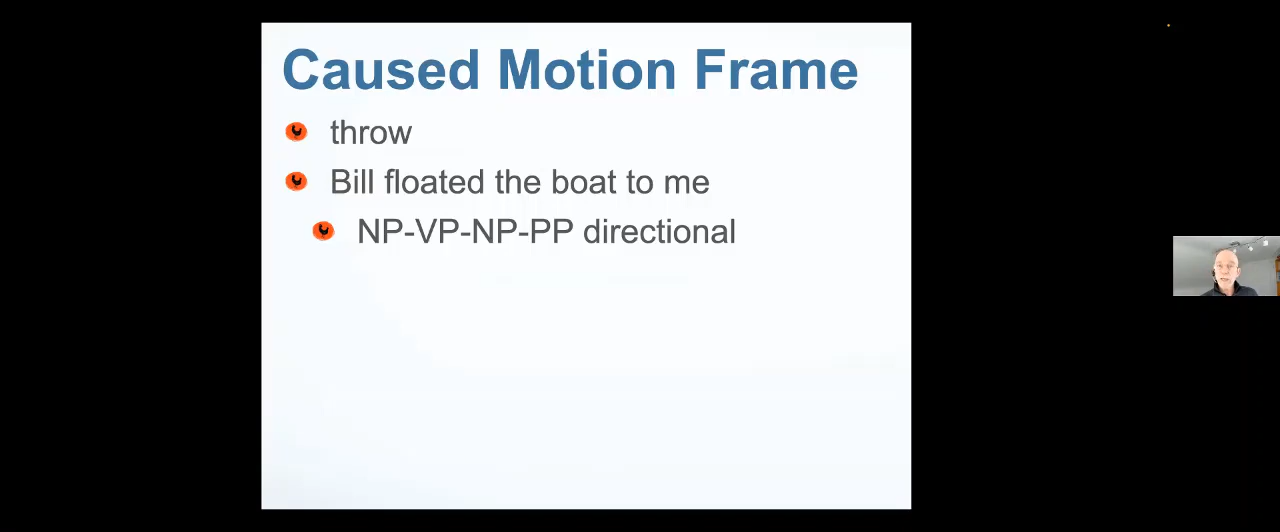 Caused Motion Frame
throw
Bill floated the boat to me
NP-VP-NP-PP directional